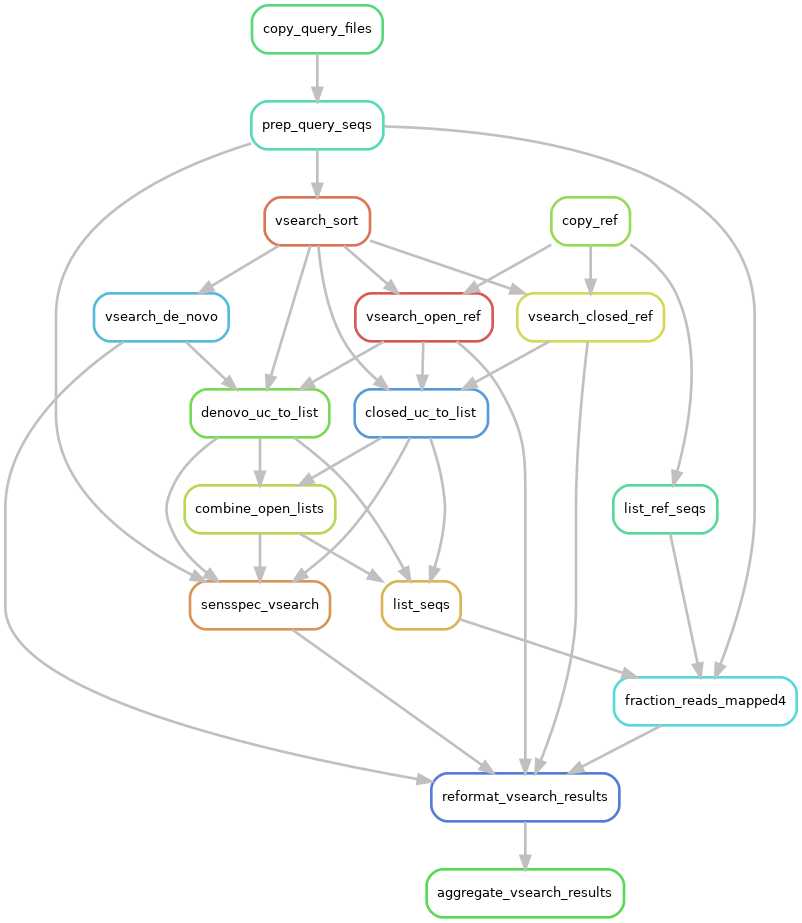 copy_query_files
prep_query_seqs
vsearch_sort
copy_ref
vsearch_de_novo
vsearch_open_ref
vsearch_closed_ref
denovo_uc_to_list
closed_uc_to_list
combine_open_lists
list_ref_seqs
sensspec_vsearch
list_seqs
fraction_reads_mapped4
reformat_vsearch_results
aggregate_vsearch_results